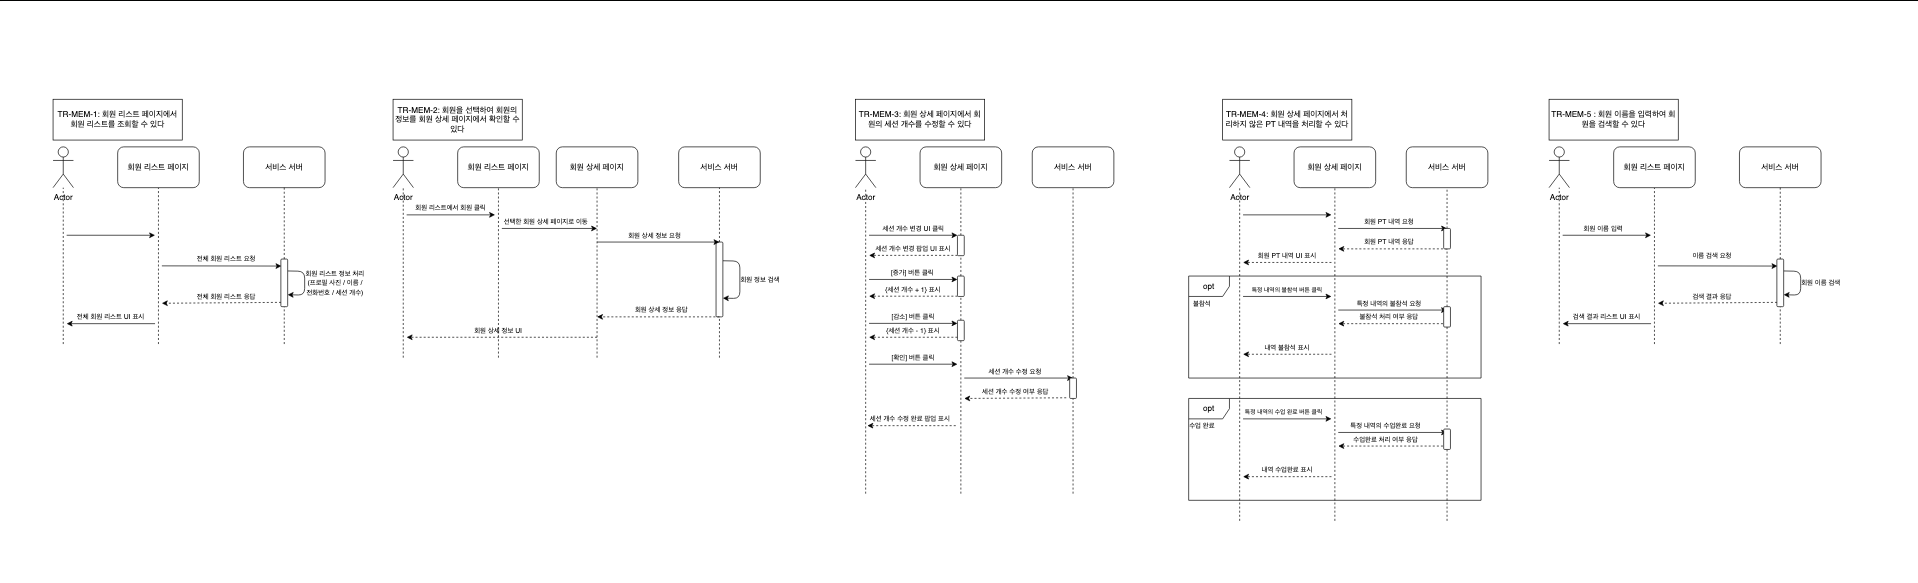 TR-MEM-1: 회원 리스트 페이지에서
회원 리스트를 조회할 수 있다
Actor
회원 리스트 페이지
서비스 서버
전체 회원 리스트 요청
회원 리스트 정보 처리
(프로필 사진 / 이름 /
전화번호 / 세션 개수)
전체 회원 리스트 응답
전체 회원 리스트 UI 표시
TR-MEM-2: 회원을 선택하여 회원의
정보를 회원 상세 페이지에서 확인할 수
있다
Actor
회원 리스트 페이지
회원 상세 페이지
서비스 서버
회원 리스트에서 회원 클릭
선택한 회원 상세 페이지로 이동
회원 상세 정보 요청
회원 정보 검색
회원 상세 정보 응답
회원 상세 정보 UI
TR-MEM-3: 회원 상세 페이지에서 회
원의 세션 개수를 수정할 수 있다
Actor
회원 상세 페이지
서비스 서버
세션 개수 변경 UI 클릭
세션 개수 변경 팝업 UI 표시
[증가] 버튼 클릭
{세션 개수 + 1} 표시
[감소] 버튼 클릭
{세션 개수 - 1} 표시
[확인] 버튼 클릭
세션 개수 수정 요청
세션 개수 수정 여부 응답
세션 개수 수정 완료 팝업 표시
TR-MEM-4: 회원 상세 페이지에서 처
리하지 않은 PT 내역을 처리할 수 있다
Actor
회원 상세 페이지
서비스 서버
회원 PT 내역 요청
회원 PT 내역 응답
회원 PT 내역 UI 표시
opt
불참석
특정 내역의 불참석 버튼 클릭
특정 내역의 불참석 요청
불참석 처리 여부 응답
내역 불참석 표시
opt
수업 완료
특정 내역의 수업 완료 버튼 클릭
특정 내역의 수업완료 요청
수업완료 처리 여부 응답
내역 수업완료 표시
TR-MEM-5 : 회원 이름을 입력하여 회
원을 검색할 수 있다
Actor
회원 리스트 페이지
서비스 서버
회원 이름 입력
이름 검색 요청
회원 이름 검색
검색 결과 응답
검색 결과 리스트 UI 표시